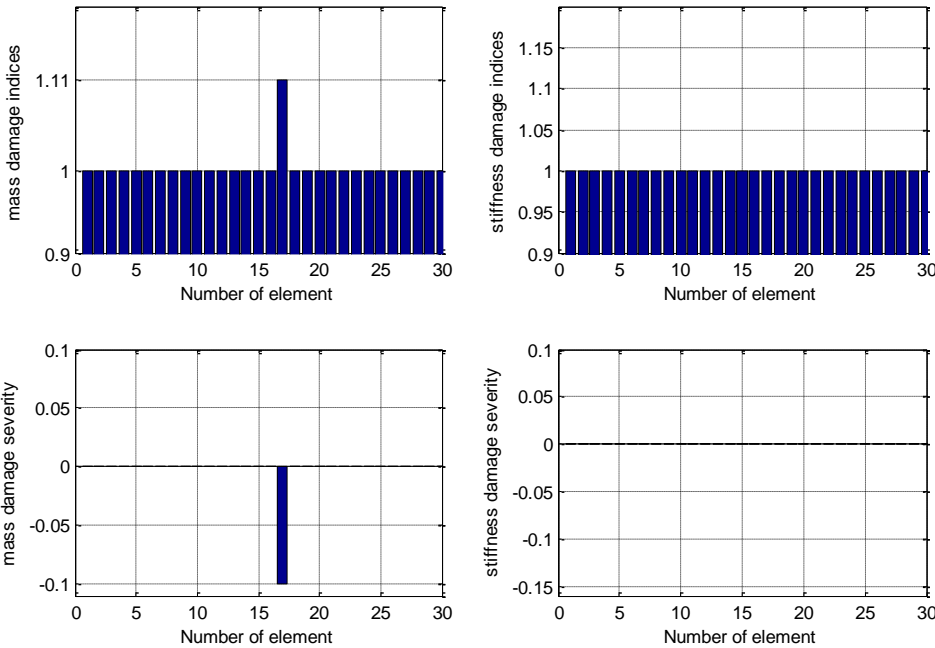 mass damage indices
1.11
1
0.9
0 5 10 15 20 25 30
Number of element
stiffness damage indices
1.15
1.1
1.05
1
0.95
0.9
0 5 10 15 20 25 30
Number of element
mass damage severity
0.1
0.05
0
-0.05
-0.1
0 5 10 15 20 25 30
Number of element
stiffness damage severity
0.1
0.05
0
-0.05
-0.1
-0.15
0 5 10 15 20 25 30
Number of element